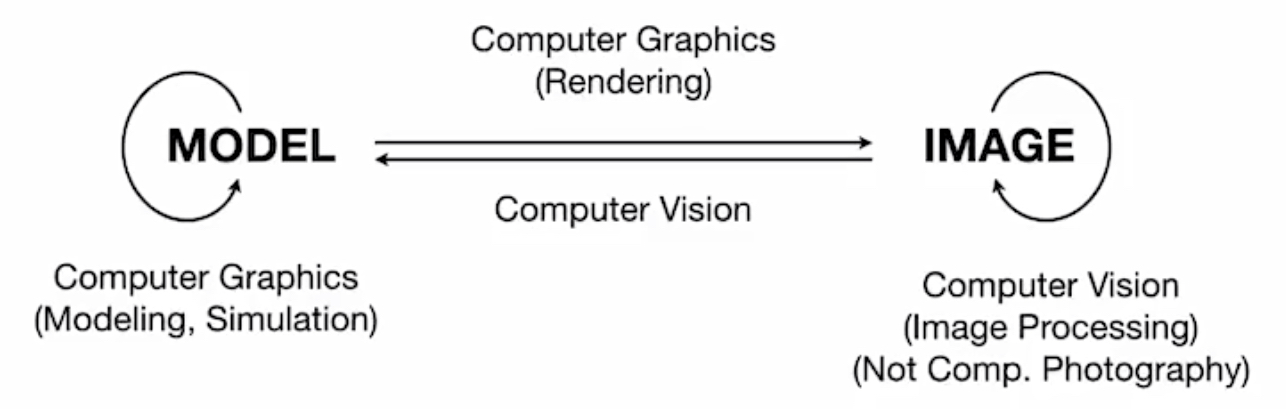 Computer Graphics
(Rendering)
MODEL
IMAGE
Computer Vision
Computer Graphics
(Modeling, Simulation)
Computer Vision
(Image Processing)
(Not Comp. Photography)